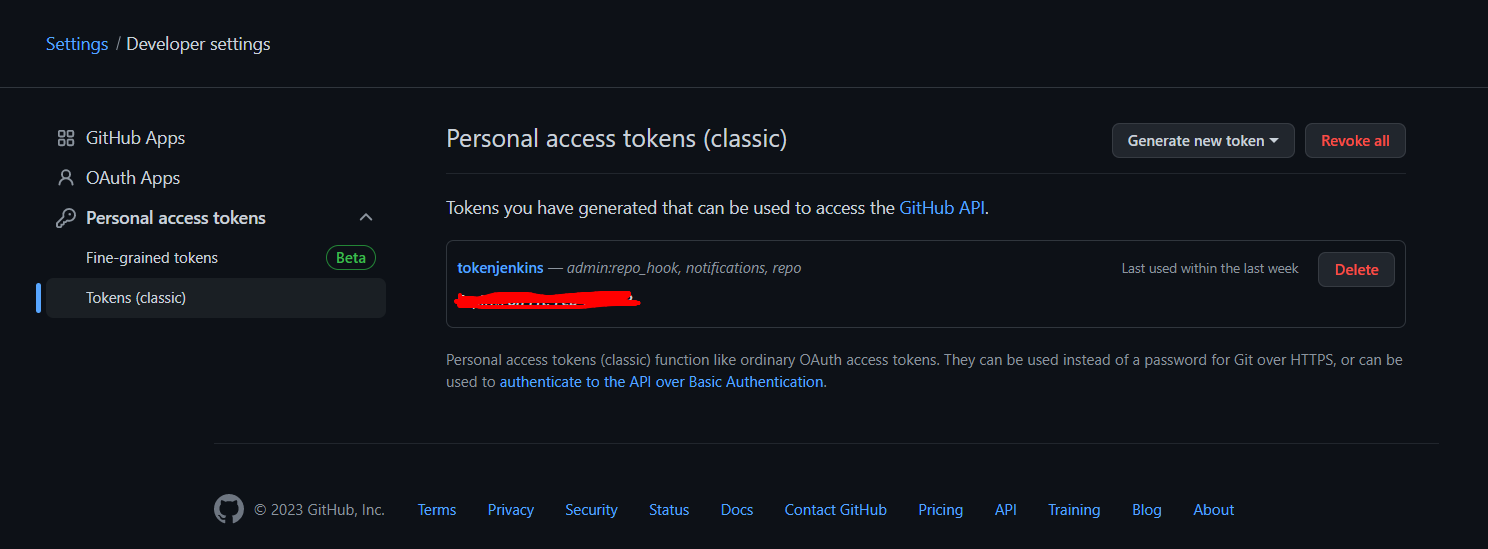 Settings / Developer settings
GitHub Apps
OAuth Apps
Personal access tokens
Fine-grained tokens Beta
Tokens (classic)
Personal access tokens (classic) Generate new token Revoke all
Tokens you have generated that can be used to access the GitHub API.
tokenjenkins — admin:repo_hook, notifications, repo Last used within the last week Delete
Personal access tokens (classic) function like ordinary OAuth access tokens. They can be used instead of a password for Git over HTTPS, or can be
used to authenticate to the API over Basic Authentication.
© 2023 GitHub, Inc. Terms Privacy Security Status Docs Contact GitHub Pricing API Training Blog About